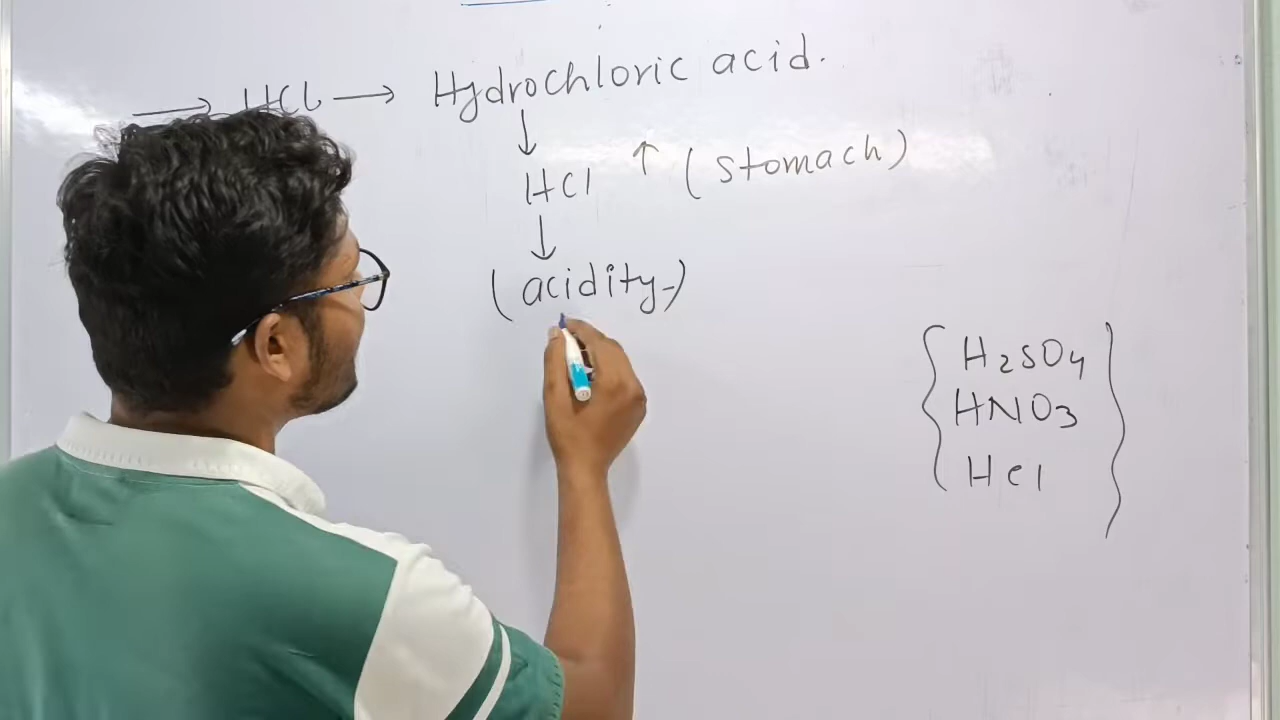 → HCl → Hydrochloric acid.
↓
HCl ↑ (stomach)
↓
(acidity)
H2SO4
HNO3
HCl